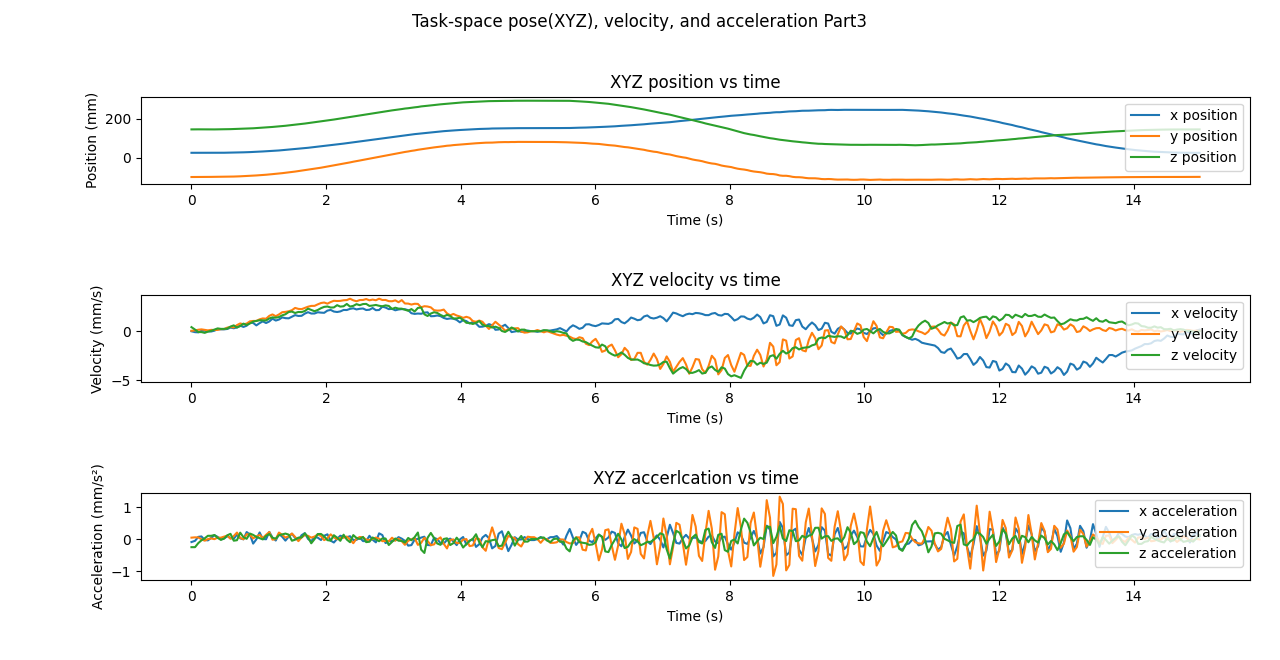 Task-space pose(XYZ), velocity, and acceleration Part3
XYZ position vs time
Position (mm)
200
0
x position
y position
z position
0 2 4 6 8 10 12 14
Time (s)
XYZ velocity vs time
Velocity (mm/s)
0
−5
x velocity
y velocity
z velocity
0 2 4 6 8 10 12 14
Time (s)
XYZ accerlcation vs time
Acceleration (mm/s²)
1
0
−1
x acceleration
y acceleration
z acceleration
0 2 4 6 8 10 12 14
Time (s)